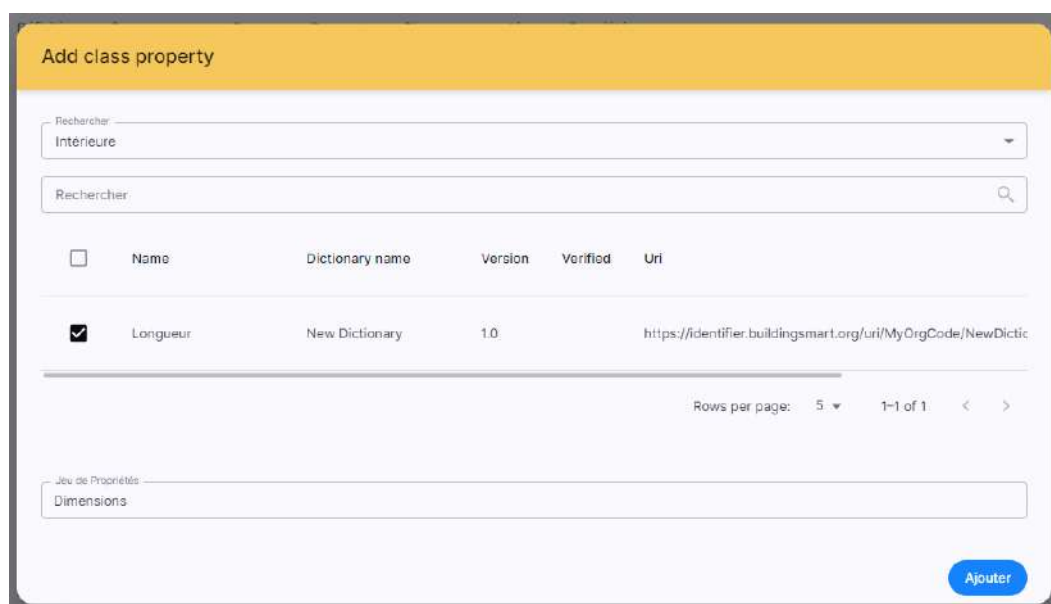 Add class property
Rechercher
Intérieure
Rechercher
Name Dictionary name Version Verified Uri
Longueur New Dictionary 1.0 https://identifier.buildingsmart.org/uri/MyOrgCode/NewDictic
Rows per page: 5 1–1 of 1
Jeu de Propriétés
Dimensions
Ajouter